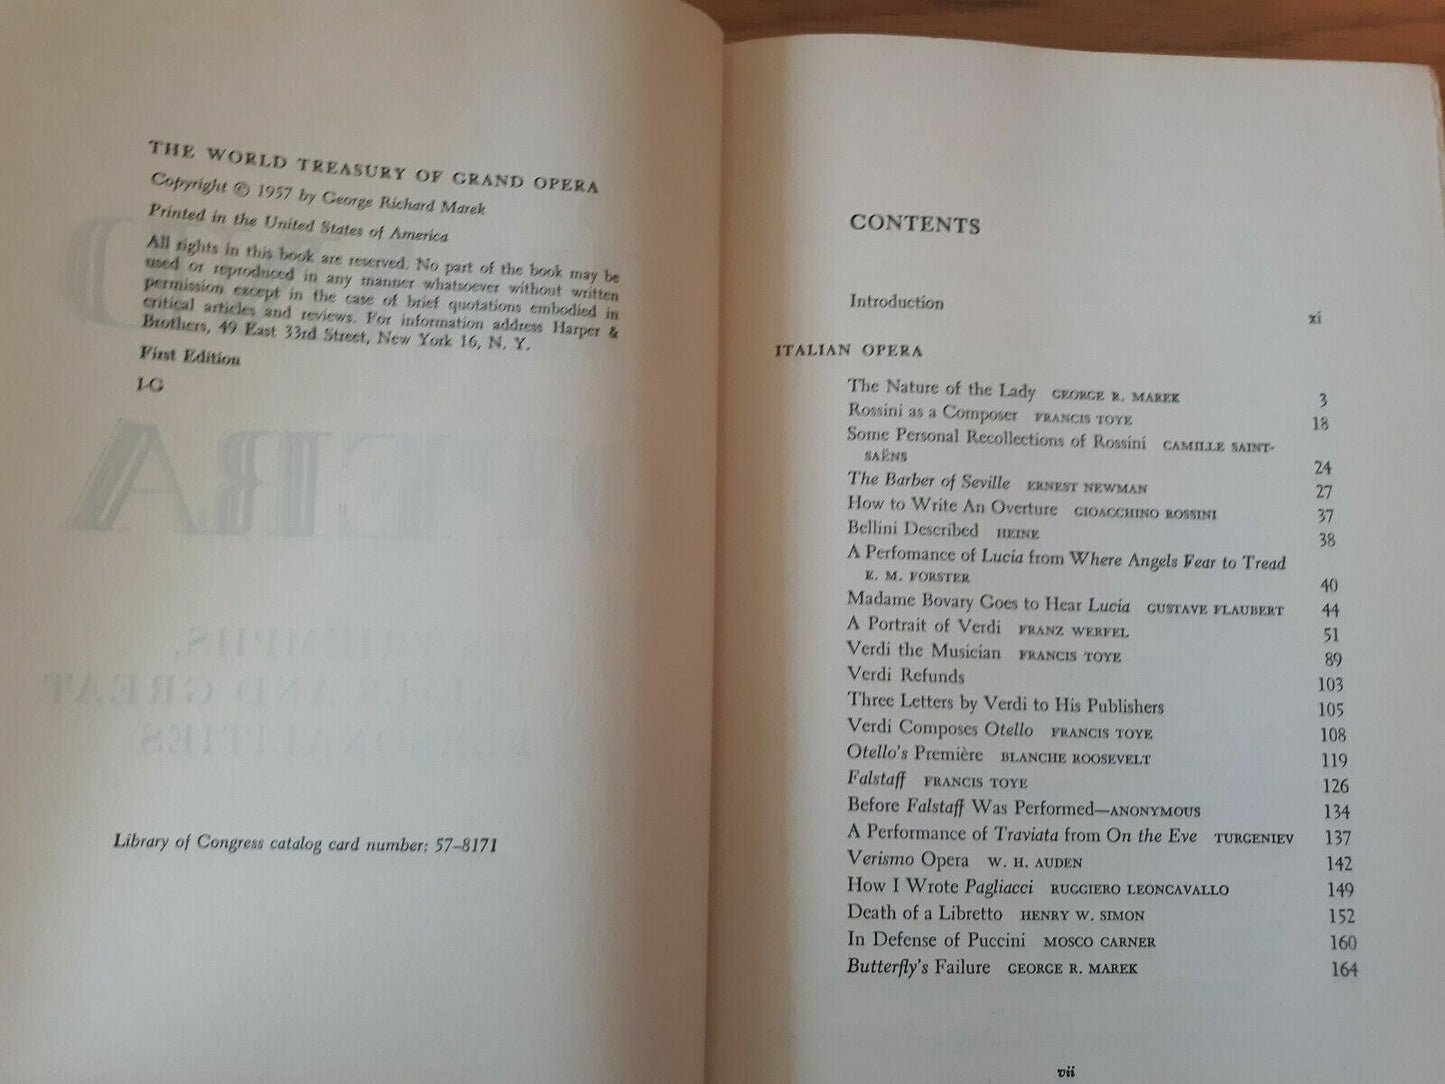 THE WORLD TREASURY OF GRAND OPERA
Copyright © 1957 by George Richard Marek
Printed in the United States of America
All rights in this book are reserved. No part of the book may be
used or reproduced in any manner whatsoever without written
permission except in the case of brief quotations embodied in
critical articles and reviews. For information address Harper &
Brothers, 49 East 33rd Street, New York 16, N. Y.
First Edition
I-G
Library of Congress catalog card number: 57–8171
CONTENTS
Introduction xi
ITALIAN OPERA
The Nature of the Lady GEORGE R. MAREK 3
Rossini as a Composer FRANCIS TOYE 18
Some Personal Recollections of Rossini CAMILLE SAINT-
SAËNS 24
The Barber of Seville ERNEST NEWMAN 27
How to Write An Overture GIOACCHINO ROSSINI 37
Bellini Described HEINE 38
A Perfomance of Lucia from Where Angels Fear to Tread
E. M. FORSTER 40
Madame Bovary Goes to Hear Lucia GUSTAVE FLAUBERT 44
A Portrait of Verdi FRANZ WERFEL 51
Verdi the Musician FRANCIS TOYE 89
Verdi Refunds 103
Three Letters by Verdi to His Publishers 105
Verdi Composes Otello FRANCIS TOYE 108
Otello's Première BLANCHE ROOSEVELT 119
Falstaff FRANCIS TOYE 126
Before Falstaff Was Performed—ANONYMOUS 134
A Performance of Traviata from On the Eve TURGENIEV 137
Verismo Opera W. H. AUDEN 142
How I Wrote Pagliacci RUGGIERO LEONCAVALLO 149
Death of a Libretto HENRY W. SIMON 152
In Defense of Puccini MOSCO CARNER 160
Butterfly's Failure GEORGE R. MAREK 164
vii